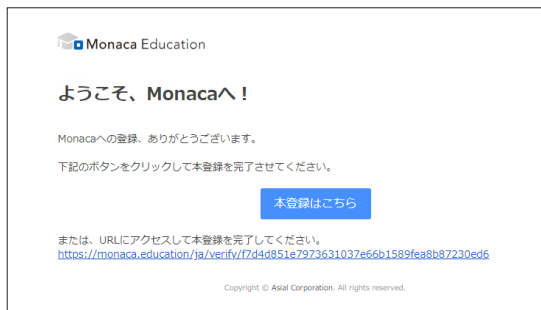 Monaca Education
ようこそ、Monacaへ！
Monacaへの登録、ありがとうございます。
下記のボタンをクリックして本登録を完了させてください。
本登録はこちら
または、URLにアクセスして本登録を完了してください。
https://monaca.education/ja/verify/f7d4d851e7973631037e66b1589fea8b87230ed6
Copyright © Asial Corporation. All rights reserved.